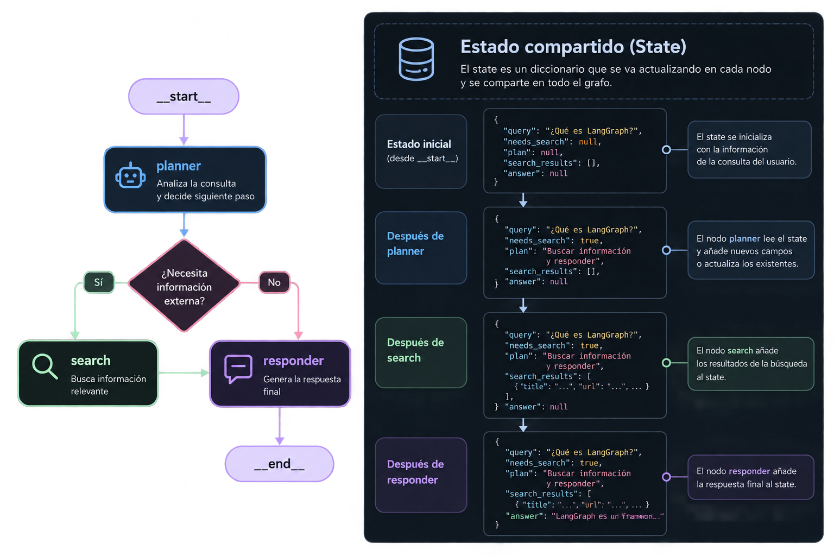 __start__
planner
Analiza la consulta
y decide siguiente paso
¿Necesita
información
externa?
Sí
No
search
Busca información
relevante
responder
Genera la respuesta
final
__end__
Estado compartido (State)
El state es un diccionario que se va actualizando en cada nodo
y se comparte en todo el grafo.
Estado inicial
(desde __start__)
{
"query": "¿Qué es LangGraph?",
"needs_search": null,
"plan": null,
"search_results": [],
"answer": null
}
El state se inicializa
con la información
de la consulta del usuario.
Después de
planner
{
"query": "¿Qué es LangGraph?",
"needs_search": true,
"plan": "Buscar información
y responder",
"search_results": [],
} "answer": null
El nodo planner lee el state
y añade nuevos campos
o actualiza los existentes.
Después de
search
{
"query": "¿Qué es LangGraph?",
"needs_search": true,
"plan": "Buscar información
y responder",
"search_results": [
{"title": "...", "url": "...", ... }
],
} "answer": null
El nodo search añade
los resultados de la búsqueda
al state.
Después de
responder
{
"query": "¿Qué es LangGraph?",
"needs_search": true,
"plan": "Buscar información
y responder",
"search_results": [
{"title": "...", "url": "...", ... }
"answer": "LangGraph es un
El nodo responder añade
la respuesta final al state.